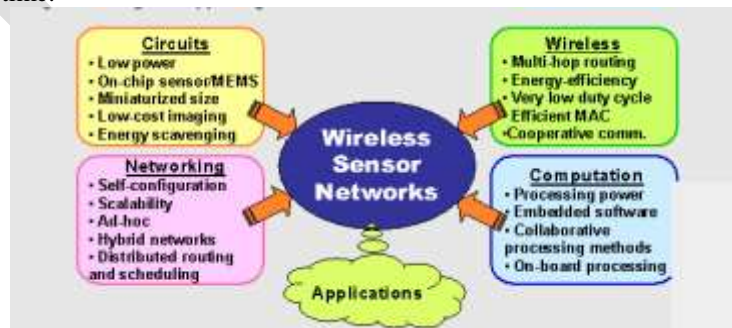 Circuits
• Low power
• On-chip sensor/MEMS
• Miniaturized size
• Low-cost imaging
• Energy scavenging
Wireless
• Multi-hop routing
• Energy-efficiency
• Very low duty cycle
• Efficient MAC
•Cooperative comm.
Wireless
Sensor
Networks
Networking
• Self-configuration
• Scalability
• Ad-hoc
• Hybrid networks
• Distributed routing
and scheduling
Computation
• Processing power
• Embedded software
• Collaborative
processing methods
• On-board processing
Applications